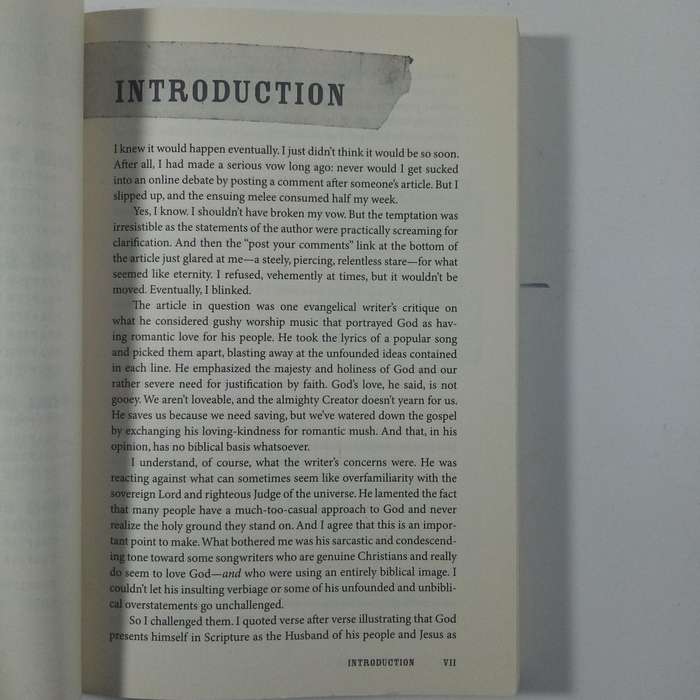 INTRODUCTION
I knew it would happen eventually. I just didn't think it would be so soon.
After all, I had made a serious vow long ago: never would I get sucked
into an online debate by posting a comment after someone's article. But I
slipped up, and the ensuing melee consumed half my week.
Yes, I know. I shouldn't have broken my vow. But the temptation was
irresistible as the statements of the author were practically screaming for
clarification. And then the "post your comments" link at the bottom of
the article just glared at me—a steely, piercing, relentless stare—for what
seemed like eternity. I refused, vehemently at times, but it wouldn't be
moved. Eventually, I blinked.
The article in question was one evangelical writer's critique on
what he considered gushy worship music that portrayed God as hav-
ing romantic love for his people. He took the lyrics of a popular song
and picked them apart, blasting away at the unfounded ideas contained
in each line. He emphasized the majesty and holiness of God and our
rather severe need for justification by faith. God's love, he said, is not
gooey. We aren't loveable, and the almighty Creator doesn't yearn for us.
He saves us because we need saving, but we've watered down the gospel
by exchanging his loving-kindness for romantic mush. And that, in his
opinion, has no biblical basis whatsoever.
I understand, of course, what the writer's concerns were. He was
reacting against what can sometimes seem like overfamiliarity with the
sovereign Lord and righteous Judge of the universe. He lamented the fact
that many people have a much-too-casual approach to God and never
realize the holy ground they stand on. And I agree that this is an impor-
tant point to make. What bothered me was his sarcastic and condescend-
ing tone toward some songwriters who are genuine Christians and really
do seem to love God—and who were using an entirely biblical image. I
couldn't let his insulting verbiage or some of his unfounded and unbibli-
cal overstatements go unchallenged.
So I challenged them. I quoted verse after verse illustrating that God
presents himself in Scripture as the Husband of his people and Jesus as
INTRODUCTION VII